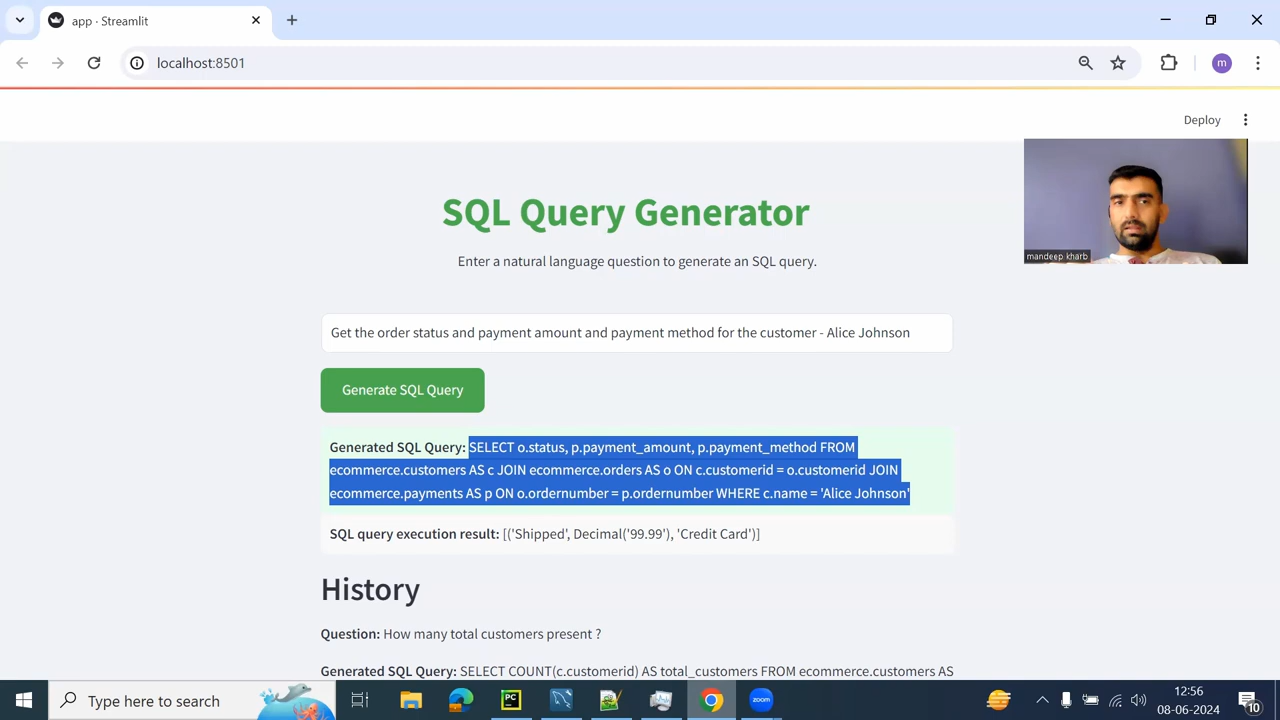 app · Streamlit
localhost:8501
m
Deploy
mandeep kharb
SQL Query Generator
Enter a natural language question to generate an SQL query.
Get the order status and payment amount and payment method for the customer - Alice Johnson
Generate SQL Query
Generated SQL Query: SELECT o.status, p.payment_amount, p.payment_method FROM
ecommerce.customers AS c JOIN ecommerce.orders AS o ON c.customerid = o.customerid JOIN
ecommerce.payments AS p ON o.ordernumber = p.ordernumber WHERE c.name = 'Alice Johnson'
SQL query execution result: [('Shipped', Decimal('99.99'), 'Credit Card')]
History
Question: How many total customers present ?
Generated SQL Query: SELECT COUNT(c.customerid) AS total_customers FROM ecommerce.customers AS
Type here to search
PC
zoom
12:56
08-06-2024
10